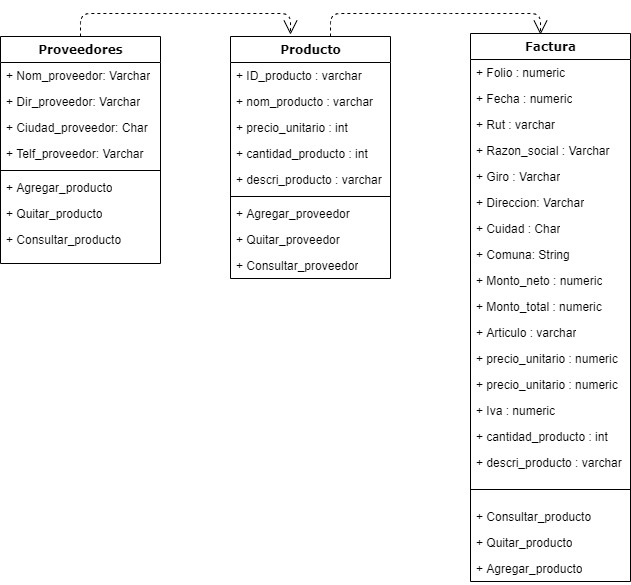 Proveedores
+ Nom_proveedor: Varchar
+ Dir_proveedor: Varchar
+ Ciudad_proveedor: Char
+ Telf_proveedor: Varchar
+ Agregar_producto
+ Quitar_producto
+ Consultar_producto
Producto
+ ID_producto : varchar
+ nom_producto : varchar
+ precio_unitario : int
+ cantidad_producto : int
+ descri_producto : varchar
+ Agregar_proveedor
+ Quitar_proveedor
+ Consultar_proveedor
Factura
+ Folio : numeric
+ Fecha : numeric
+ Rut : varchar
+ Razon_social : Varchar
+ Giro : Varchar
+ Direccion: Varchar
+ Cuidad : Char
+ Comuna: String
+ Monto_neto : numeric
+ Monto_total : numeric
+ Articulo : varchar
+ precio_unitario : numeric
+ precio_unitario : numeric
+ Iva : numeric
+ cantidad_producto : int
+ descri_producto : varchar
+ Consultar_producto
+ Quitar_producto
+ Agregar_producto